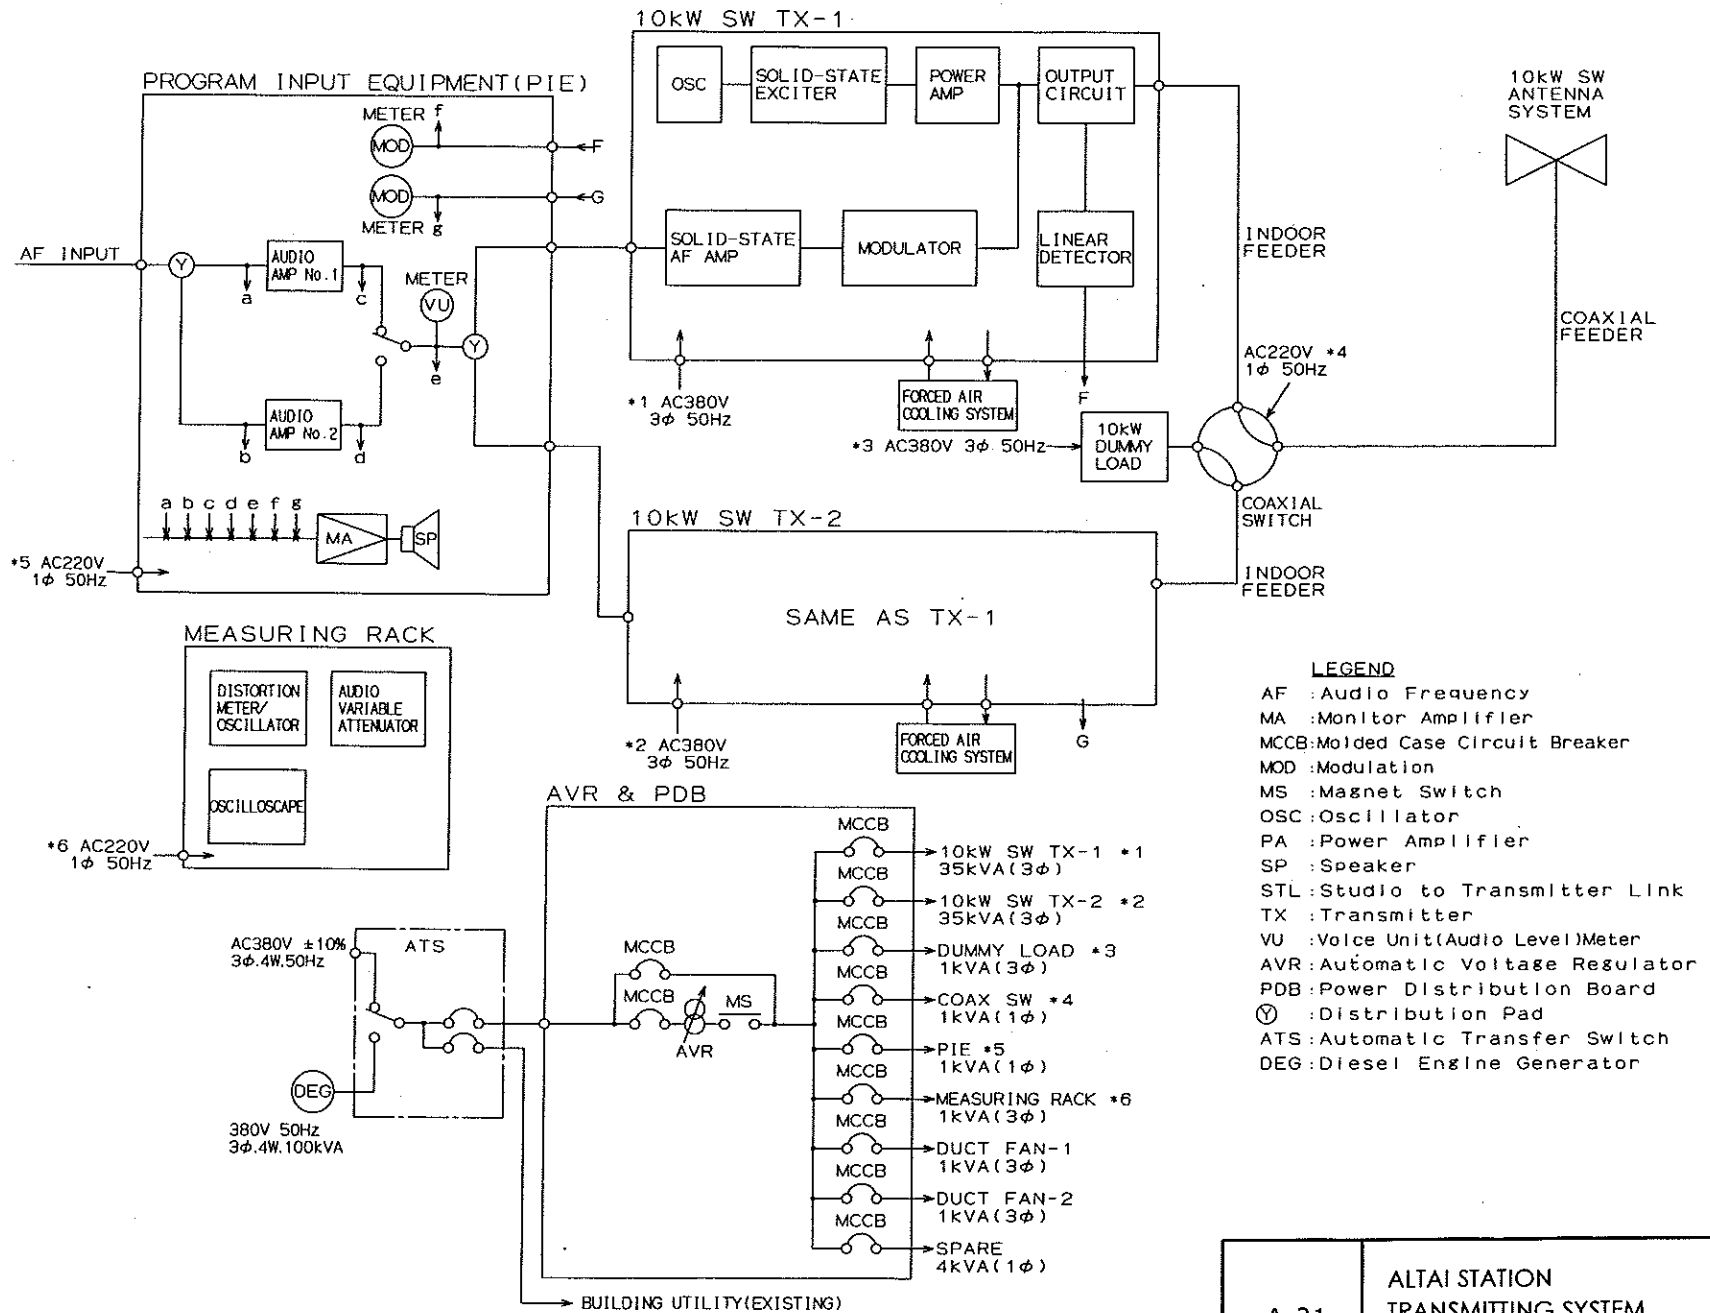 10kW SW TX-1
PROGRAM INPUT EQUIPMENT(PIE)
METER f
MOD
F
MOD
G
METER g
AF INPUT
Y
AUDIO
AMP No.1
a
c
METER
VU
Y
e
AUDIO
AMP No.2
b
d
a b c d e f g
MA
SP
*5 AC220V
1φ 50Hz
OSC
SOLID-STATE
EXCITER
POWER
AMP
OUTPUT
CIRCUIT
SOLID-STATE
AF AMP
MODULATOR
LINEAR
DETECTOR
*1 AC380V
3φ 50Hz
FORCED AIR
COOLING SYSTEM
F
*3 AC380V 3φ 50Hz
10kW
DUMMY
LOAD
10kW SW
ANTENNA
SYSTEM
INDOOR
FEEDER
COAXIAL
FEEDER
AC220V *4
1φ 50Hz
COAXIAL
SWITCH
INDOOR
FEEDER
10kW SW TX-2
SAME AS TX-1
*2 AC380V
3φ 50Hz
FORCED AIR
COOLING SYSTEM
G
MEASURING RACK
DISTORTION
METER/
OSCILLATOR
AUDIO
VARIABLE
ATTENUATOR
OSCILLOSCAPE
*6 AC220V
1φ 50Hz
AVR & PDB
AC380V ±10%
3φ.4W.50Hz
ATS
DEG
380V 50Hz
3φ.4W.100kVA
MCCB
MCCB
AVR
MS
MCCB
10kW SW TX-1 *1
35kVA(3φ)
MCCB
10kW SW TX-2 *2
35kVA(3φ)
MCCB
DUMMY LOAD *3
1kVA(3φ)
MCCB
COAX SW *4
1kVA(1φ)
MCCB
PIE *5
1kVA(1φ)
MCCB
MEASURING RACK *6
1kVA(3φ)
MCCB
DUCT FAN-1
1kVA(3φ)
MCCB
DUCT FAN-2
1kVA(3φ)
MCCB
SPARE
4kVA(1φ)
BUILDING UTILITY(EXISTING)
LEGEND
AF :Audio Frequency
MA :Monitor Amplifier
MCCB:Molded Case Circuit Breaker
MOD :Modulation
MS :Magnet Switch
OSC :Oscillator
PA :Power Amplifier
SP :Speaker
STL :Studio to Transmitter Link
TX :Transmitter
VU :Voice Unit(Audio Level)Meter
AVR :Automatic Voltage Regulator
PDB :Power Distribution Board
Y :Distribution Pad
ATS :Automatic Transfer Switch
DEG :Diesel Engine Generator
ALTAI STATION
TRANSMITTING SYSTEM